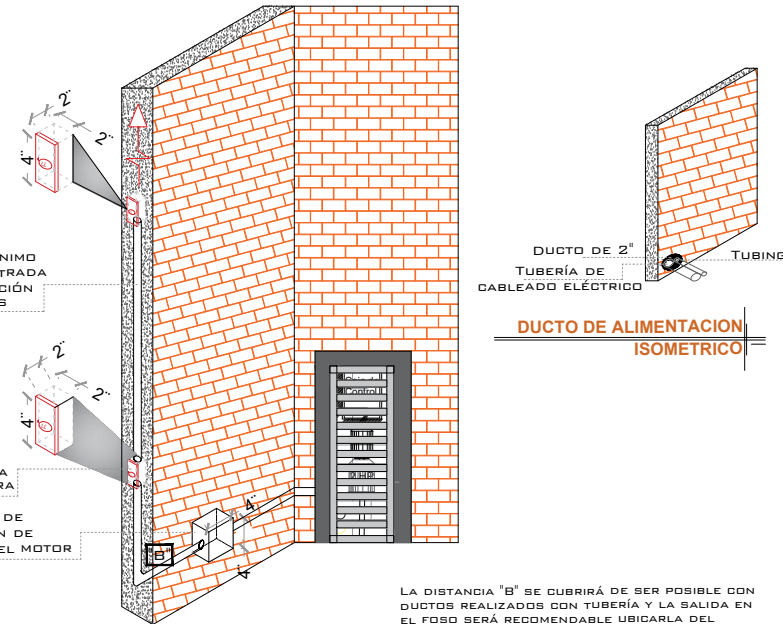 2¨
2¨
4¨
NIMO
TRADA
CIÓN
S
2¨
2¨
4¨
A
RA
DE
N DE
EL MOTOR
"B"
4¨
4¨
Control
DUCTO DE 2"
TUBERÍA DE
CABLEADO ELÉCTRICO
TUBING
DUCTO DE ALIMENTACION
ISOMETRICO
LA DISTANCIA "B" SE CUBRIRÁ DE SER POSIBLE CON
DUCTOS REALIZADOS CON TUBERÍA Y LA SALIDA EN
EL FOSO SERÁ RECOMENDABLE UBICARLA DEL